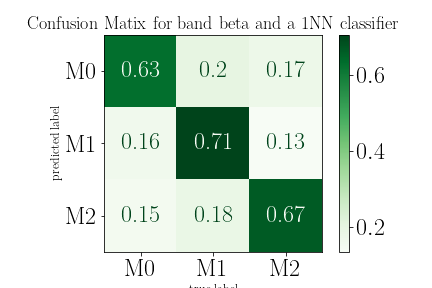 Confusion Matix for band beta and a 1NN classifier
predicted label
M0 0.63 0.2 0.17
M1 0.16 0.71 0.13
M2 0.15 0.18 0.67
M0 M1 M2
true label
0.6
0.4
0.2